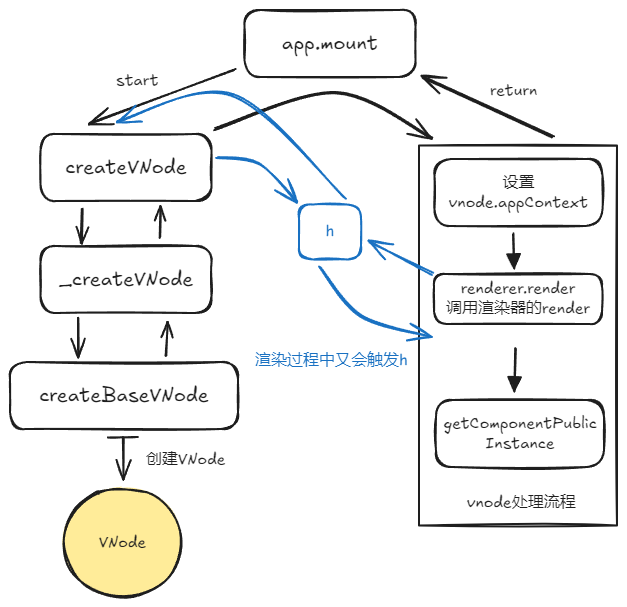 app.mount
start
return
createVNode
设置
vnode.appContext
h
_createVNode
renderer.render
调用渲染器的render
渲染过程中又会触发h
createBaseVNode
getComponentPublic
Instance
创建VNode
vnode处理流程
VNode